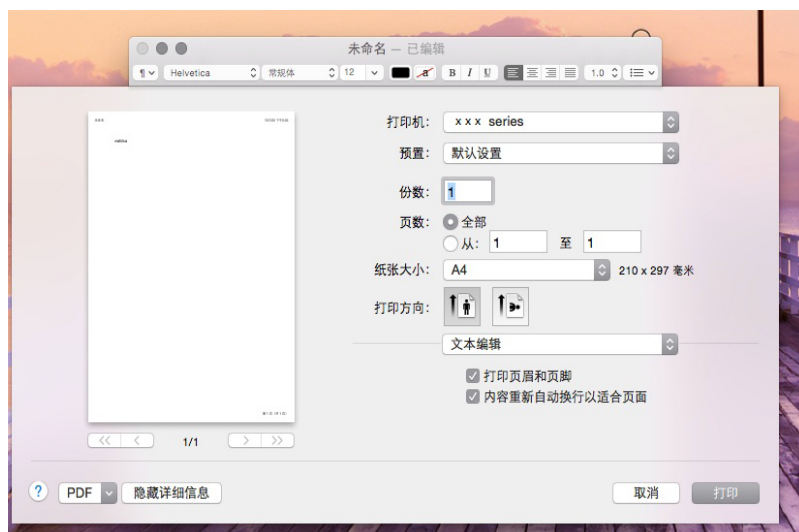 未命名 — 已编辑
¶ Helvetica 常规体 12 a B I U 1.0
打印机： xxx series
预置： 默认设置
份数： 1
页数： 全部
从： 1 至 1
纸张大小： A4 210 x 297 毫米
打印方向：
文本编辑
打印页眉和页脚
内容重新自动换行以适合页面
<< < 1/1 > >>
? PDF 隐藏详细信息 取消 打印